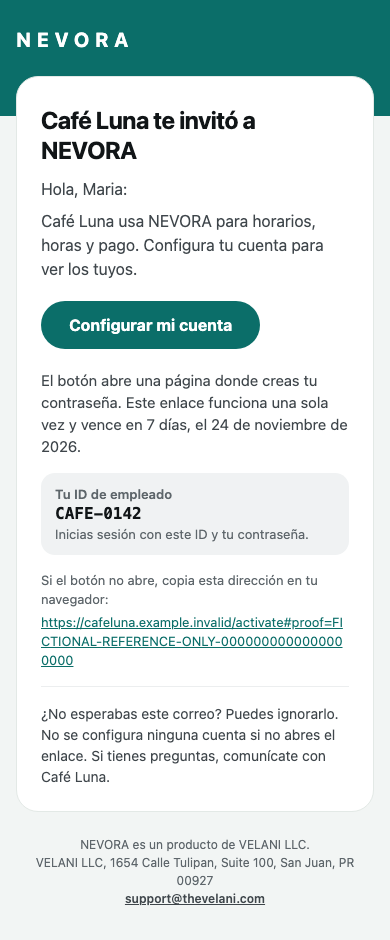 NEVORA
Café Luna te invitó a
NEVORA
Hola, Maria:
Café Luna usa NEVORA para horarios,
horas y pago. Configura tu cuenta para
ver los tuyos.
Configurar mi cuenta
El botón abre una página donde creas tu
contraseña. Este enlace funciona una sola
vez y vence en 7 días, el 24 de noviembre de
2026.
Tu ID de empleado
CAFE-0142
Inicias sesión con este ID y tu contraseña.
Si el botón no abre, copia esta dirección en tu
navegador:
https://cafeluna.example.invalid/activate#proof=FI
CTIONAL-REFERENCE-ONLY-000000000000000
0000
¿No esperabas este correo? Puedes ignorarlo.
No se configura ninguna cuenta si no abres el
enlace. Si tienes preguntas, comunícate con
Café Luna.
NEVORA es un producto de VELANI LLC.
VELANI LLC, 1654 Calle Tulipan, Suite 100, San Juan, PR
00927
support@thevelani.com